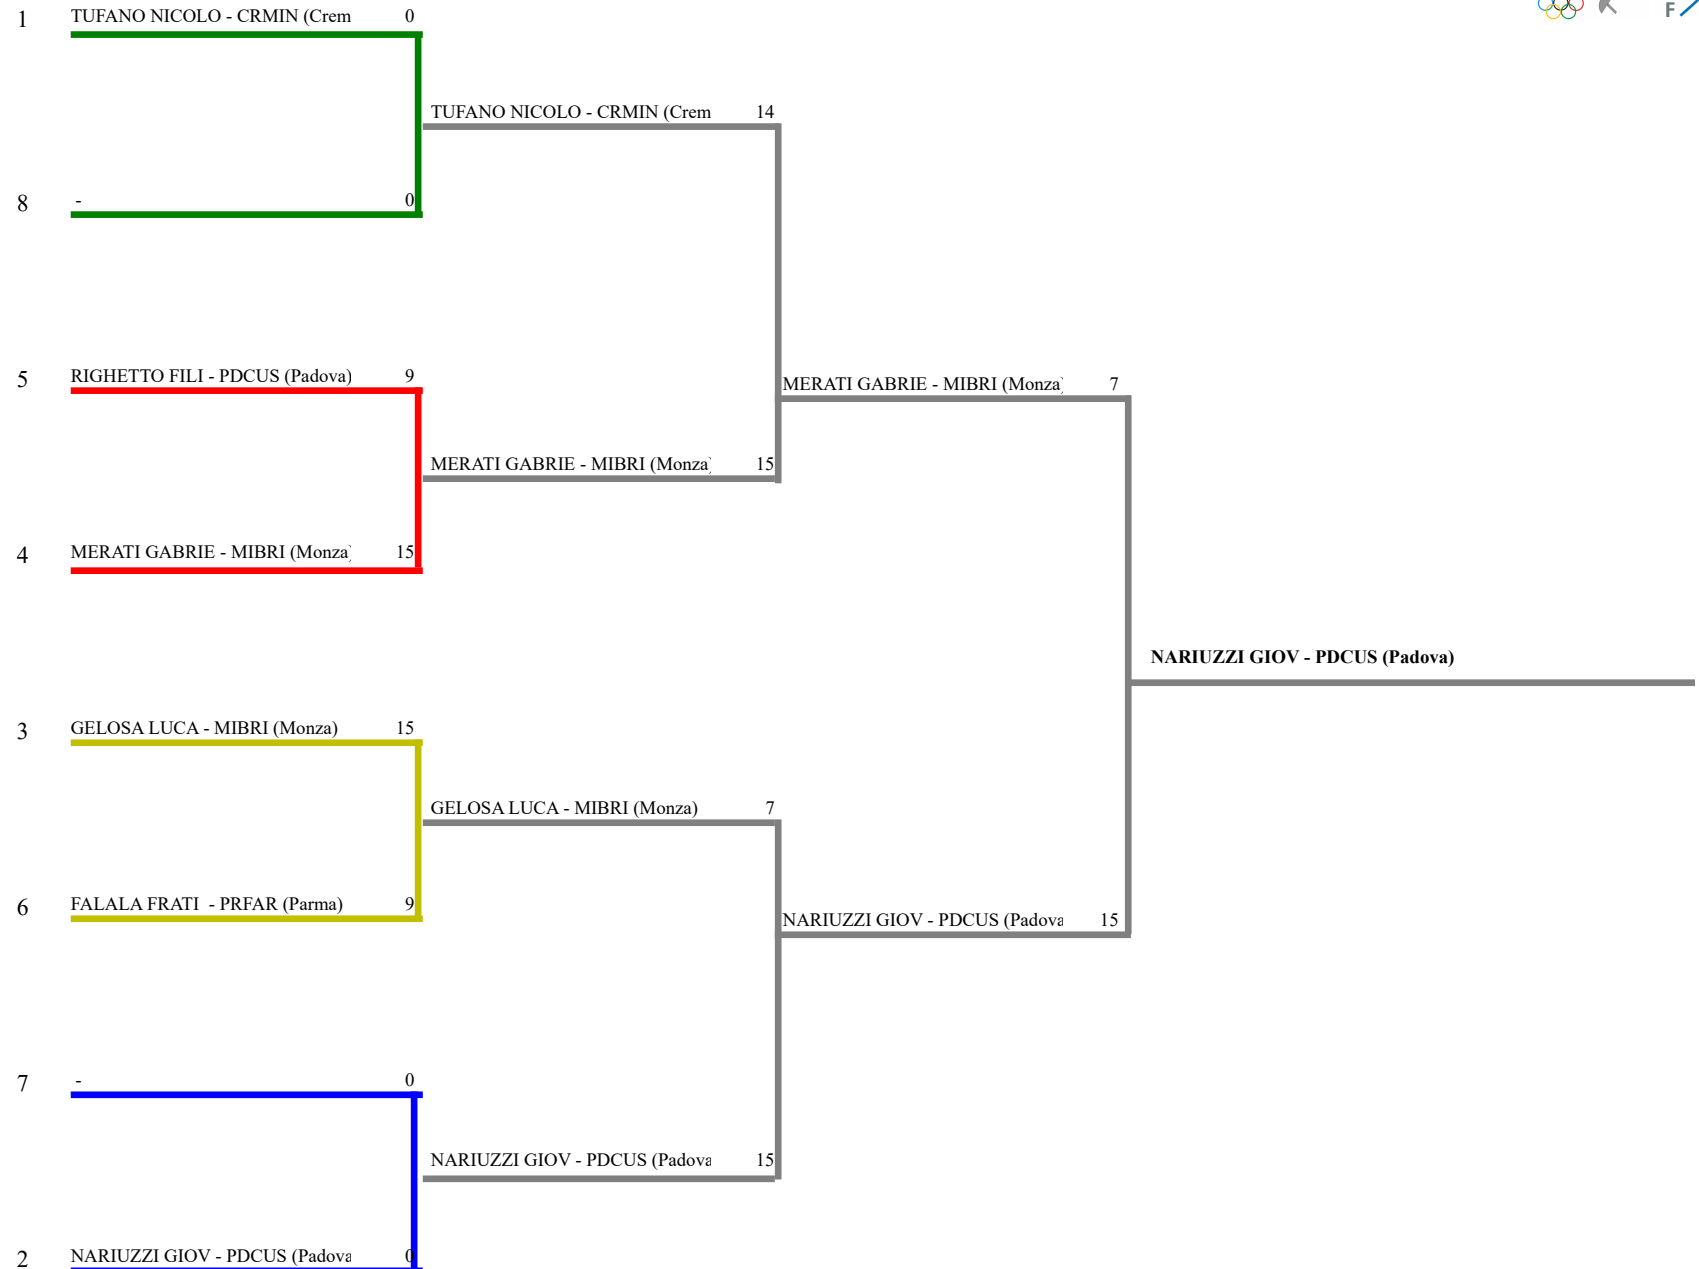 1 TUFANO NICOLO - CRMIN (Crem 0
F
TUFANO NICOLO - CRMIN (Crem 14
8 - 0
5 RIGHETTO FILI - PDCUS (Padova) 9
MERATI GABRIE - MIBRI (Monza) 7
MERATI GABRIE - MIBRI (Monza) 15
4 MERATI GABRIE - MIBRI (Monza) 15
NARIUZZI GIOV - PDCUS (Padova)
3 GELOSA LUCA - MIBRI (Monza) 15
GELOSA LUCA - MIBRI (Monza) 7
6 FALALA FRATI - PRFAR (Parma) 9
NARIUZZI GIOV - PDCUS (Padova 15
7 - 0
NARIUZZI GIOV - PDCUS (Padova 15
2 NARIUZZI GIOV - PDCUS (Padova 0